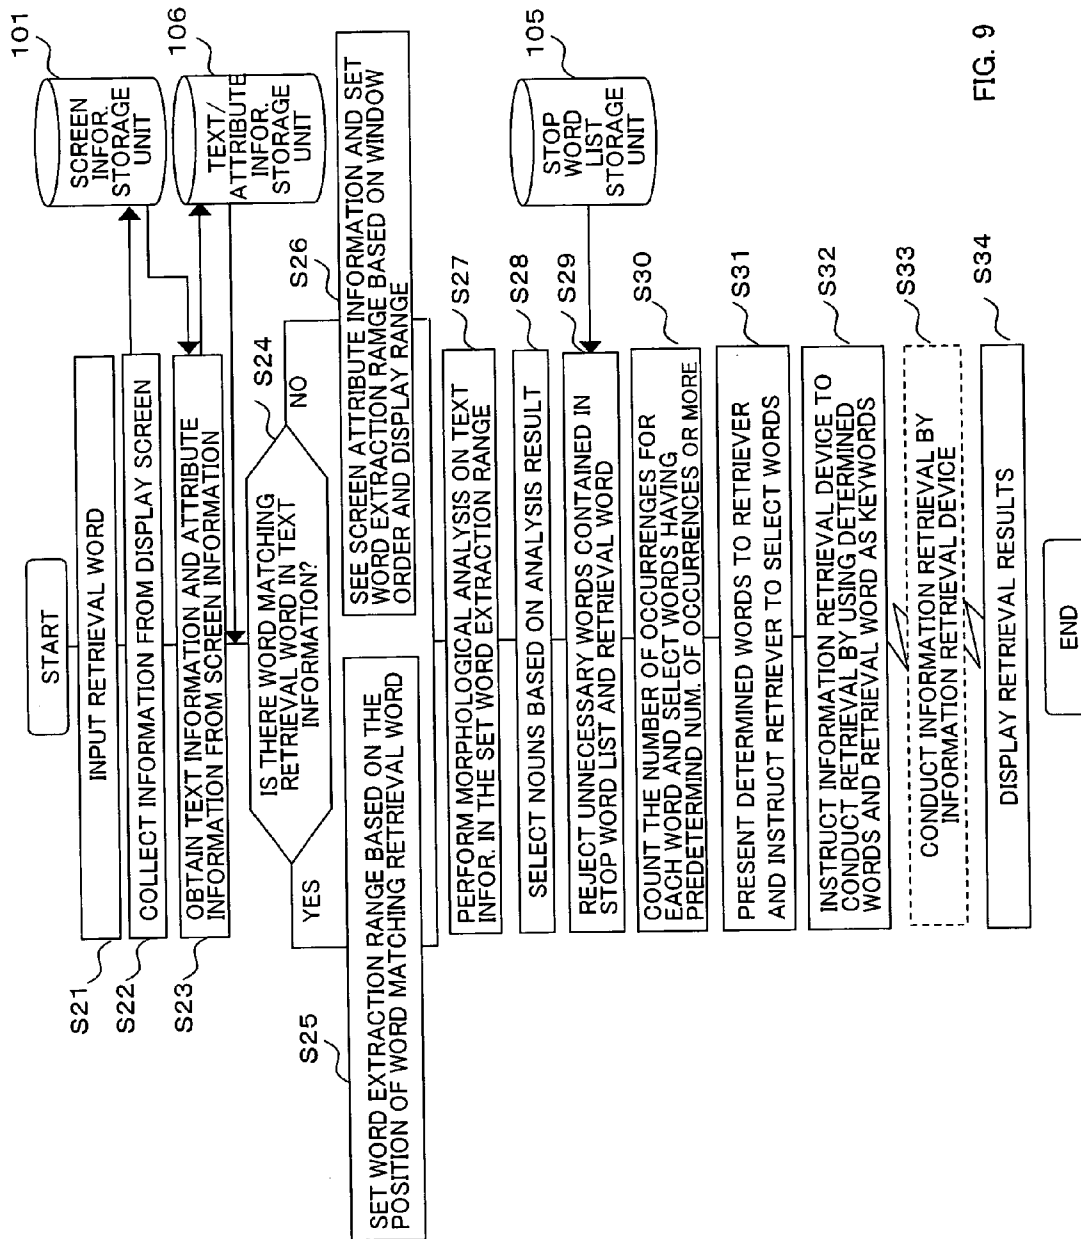 START
INPUT RETRIEVAL WORD
S21
COLLECT INFORMATION FROM DISPLAY SCREEN
S22
101
SCREEN
INFOR.
STORAGE
UNIT
OBTAIN TEXT INFORMATION AND ATTRIBUTE
INFORMATION FROM SCREEN INFORMATION
S23
106
TEXT/
ATTRIBUTE
INFOR.
STORAGE
UNIT
IS THERE WORD MATCHING
RETRIEVAL WORD IN TEXT
INFORMATION?
S24
YES
NO
S25
SET WORD EXTRACTION RANGE BASED ON THE
POSITION OF WORD MATCHING RETRIEVAL WORD
S26
SEE SCREEN ATTRIBUTE INFORMATION AND SET
WORD EXTRACTION RAMGE BASED ON WINDOW
ORDER AND DISPLAY RANGE
PERFORM MORPHOLOGICAL ANALYSIS ON TEXT
INFOR. IN THE SET WORD EXTRACTION RANGE
S27
SELECT NOUNS BASED ON ANALYSIS RESULT
S28
REJECT UNNECESSARY WORDS CONTAINED IN
STOP WORD LIST AND RETRIEVAL WORD
S29
105
STOP
WORD
LIST
STORAGE
UNIT
COUNT THE NUMBER OF OCCURRENCES FOR
EACH WORD AND SELECT WORDS HAVING
PREDETERMIND NUM. OF OCCURRENCES OR MORE
S30
PRESENT DETERMINED WORDS TO RETRIEVER
AND INSTRUCT RETRIEVER TO SELECT WORDS
S31
INSTRUCT INFORMATION RETRIEVAL DEVICE TO
CONDUCT RETRIEVAL BY USING DETERMINED
WORDS AND RETRIEVAL WORD AS KEYWORDS
S32
CONDUCT INFORMATION RETRIEVAL BY
INFORMATION RETRIEVAL DEVICE
S33
DISPLAY RETRIEVAL RESULTS
S34
END
FIG. 9